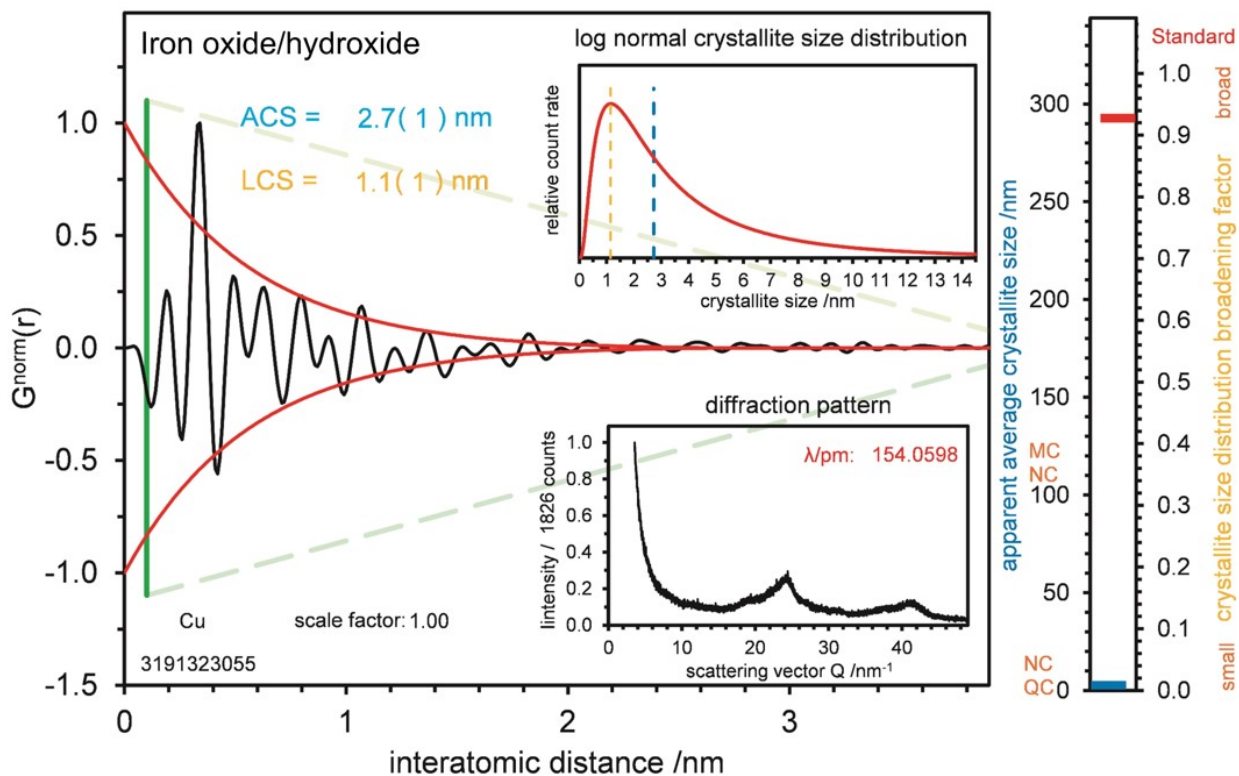 Iron oxide/hydroxide
ACS = 2.7( 1 ) nm
LCS = 1.1( 1 ) nm
G^norm(r)
1.0
0.5
0.0
-0.5
-1.0
-1.5
Cu
scale factor: 1.00
3191323055
0 1 2 3
interatomic distance /nm
log normal crystallite size distribution
relative count rate
0 1 2 3 4 5 6 7 8 9 10 11 12 13 14
crystallite size /nm
diffraction pattern
λ/pm: 154.0598
lintensity / 1826 counts
1.0
0.8
0.6
0.4
0.2
0.0
0 10 20 30 40
scattering vector Q /nm⁻¹
apparent average crystallite size /nm
300
250
200
150
100
50
0
MC
NC
NC
QC
Standard
1.0
0.9
0.8
0.7
0.6
0.5
0.4
0.3
0.2
0.1
0.0
small crystallite size distribution broadening factor broad